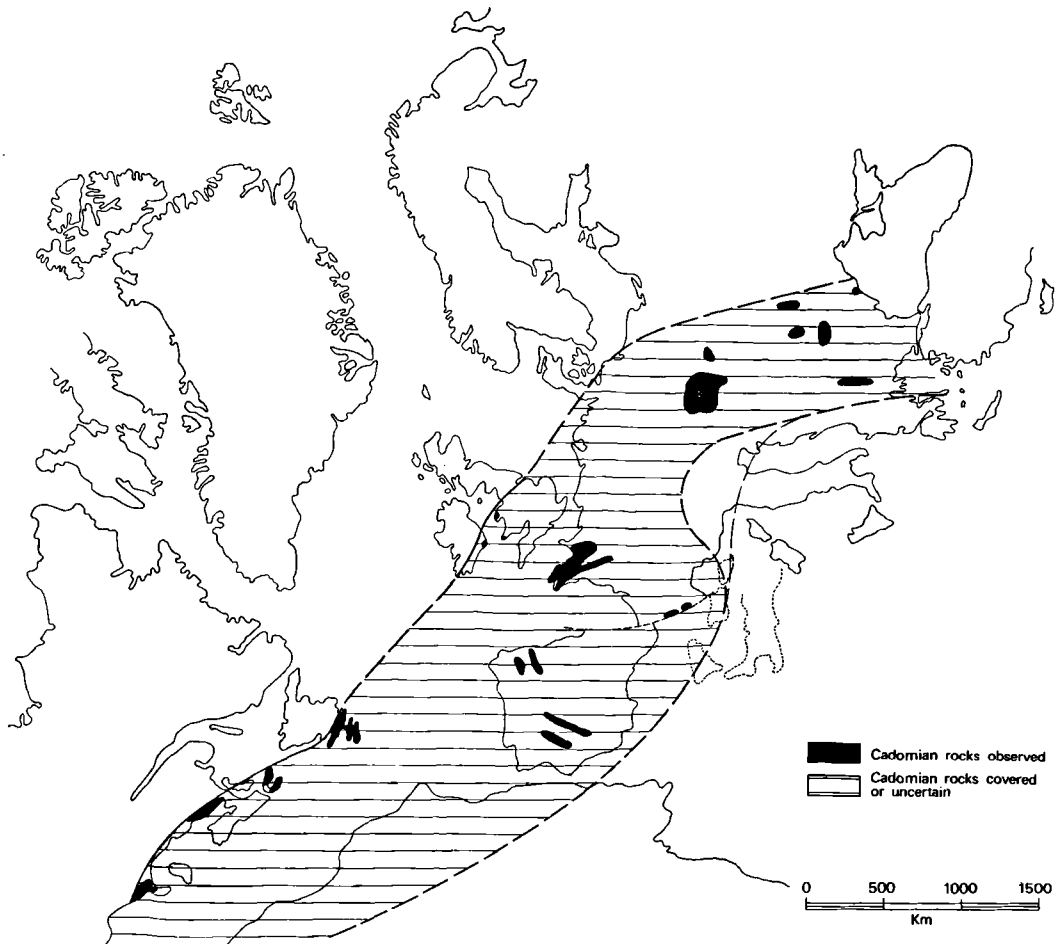 Cadomian rocks observed
Cadomian rocks covered
or uncertain
0 500 1000 1500
Km